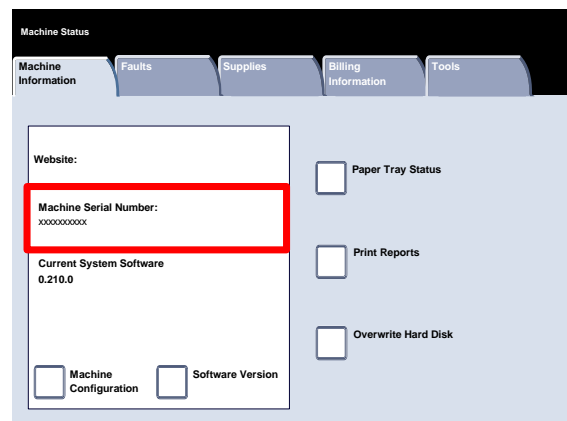 Machine Status
Machine
Information
Faults
Supplies
Billing
Information
Tools
Website:
Machine Serial Number:
xxxxxxxxx
Current System Software
0.210.0
Machine
Configuration
Software Version
Paper Tray Status
Print Reports
Overwrite Hard Disk